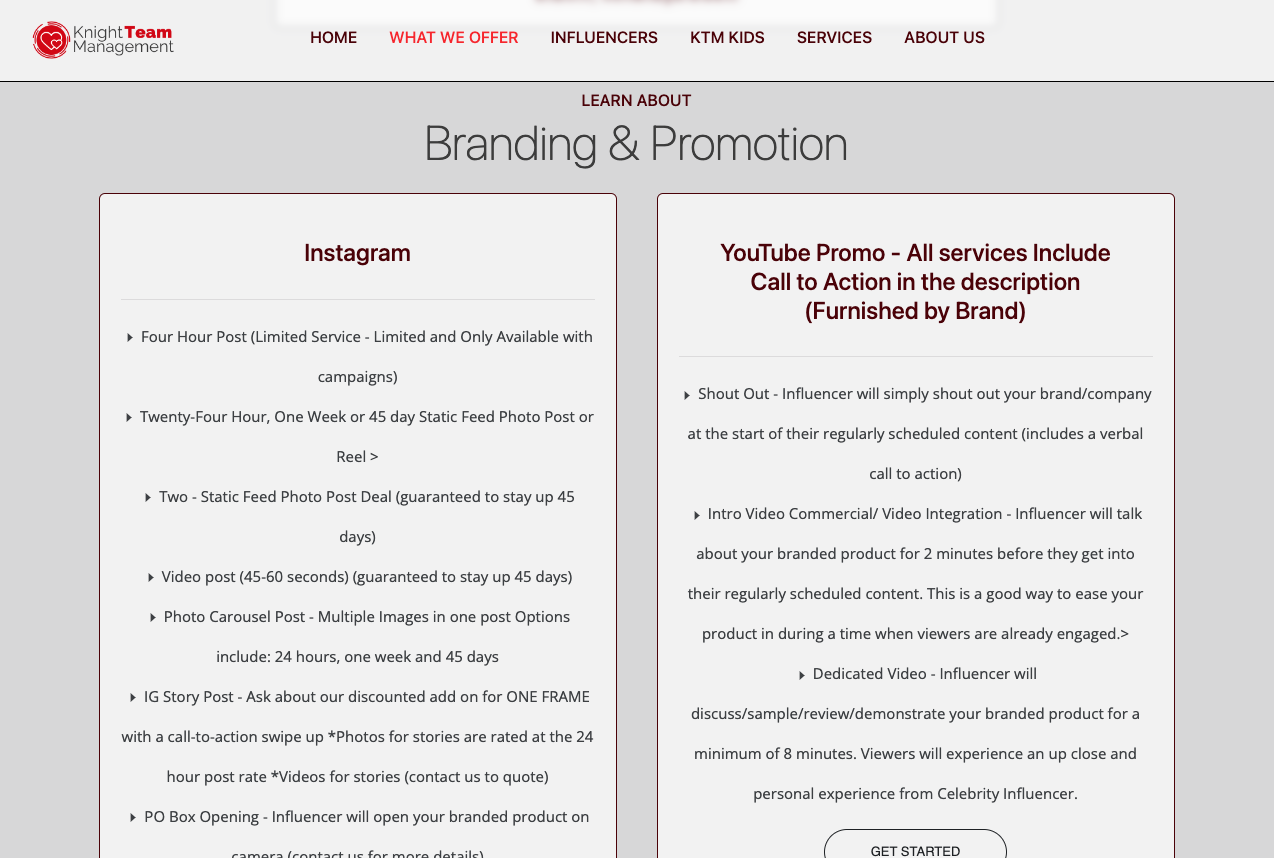 Knight Team
Management
HOME
WHAT WE OFFER
INFLUENCERS
KTM KIDS
SERVICES
ABOUT US
LEARN ABOUT
Branding & Promotion
Instagram
Four Hour Post (Limited Service - Limited and Only Available with
campaigns)
Twenty-Four Hour, One Week or 45 day Static Feed Photo Post or
Reel >
Two - Static Feed Photo Post Deal (guaranteed to stay up 45
days)
Video post (45-60 seconds) (guaranteed to stay up 45 days)
Photo Carousel Post - Multiple Images in one post Options
include: 24 hours, one week and 45 days
IG Story Post - Ask about our discounted add on for ONE FRAME
with a call-to-action swipe up *Photos for stories are rated at the 24
hour post rate *Videos for stories (contact us to quote)
PO Box Opening - Influencer will open your branded product on
camera (contact us for more details)
YouTube Promo - All services Include
Call to Action in the description
(Furnished by Brand)
Shout Out - Influencer will simply shout out your brand/company
at the start of their regularly scheduled content (includes a verbal
call to action)
Intro Video Commercial/ Video Integration - Influencer will talk
about your branded product for 2 minutes before they get into
their regularly scheduled content. This is a good way to ease your
product in during a time when viewers are already engaged.>
Dedicated Video - Influencer will
discuss/sample/review/demonstrate your branded product for a
minimum of 8 minutes. Viewers will experience an up close and
personal experience from Celebrity Influencer.
GET STARTED